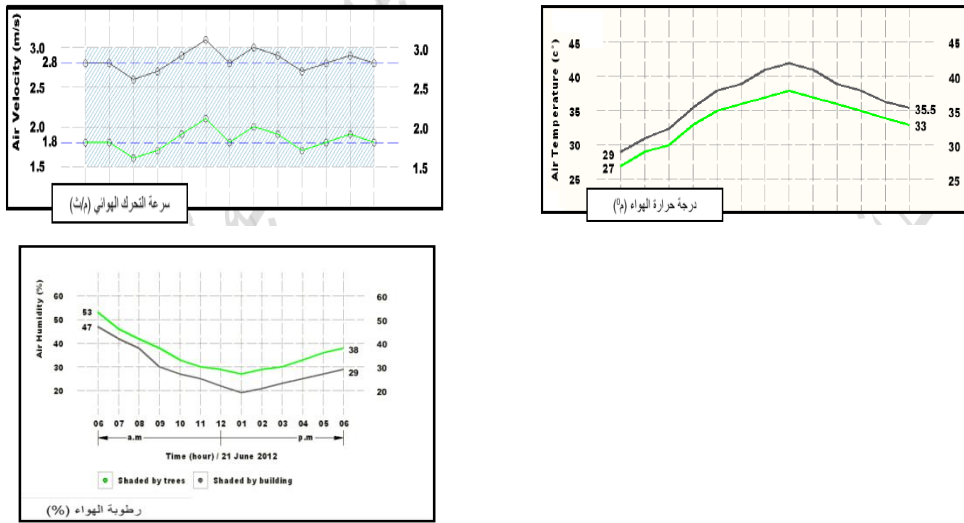 Air Velocity (m/s)
3.0 3.0
2.8
2.5 2.5
2.0 2.0
1.8
1.5 1.5
سرعة التحرك الهوائي (م/ث)
Air Temperature (c°)
45 45
40 40
35 35.5 35
33
30 30
29
27
25 25
درجة حرارة الهواء (م°)
Air Humidity (%)
60 60
53 50
47
40 38 40
30 29 30
20 20
06 07 08 09 10 11 12 01 02 03 04 05 06
a.m p.m
Time (hour) / 21 June 2012
Shaded by trees Shaded by building
رطوبة الهواء (%)